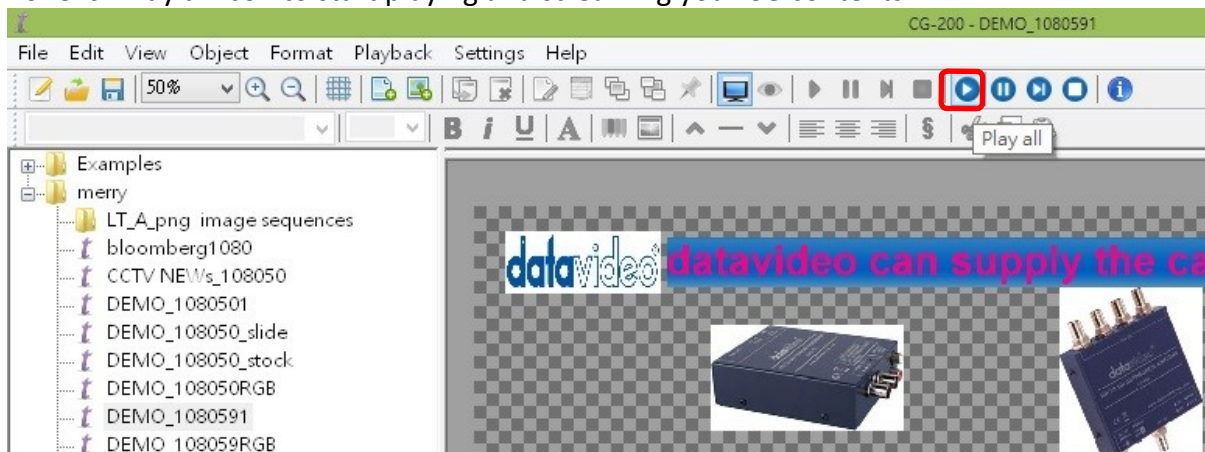 CG-200 - DEMO_1080591
File Edit View Object Format Playback Settings Help
50%
B i U A §
Play all
Examples
merry
LT_A_png image sequences
bloomberg1080
CCTV NEWs_108050
DEMO_1080501
DEMO_108050_slide
DEMO_108050_stock
DEMO_108050RGB
DEMO_1080591
DEMO_108059RGB
datavideo datavideo can supply the ca